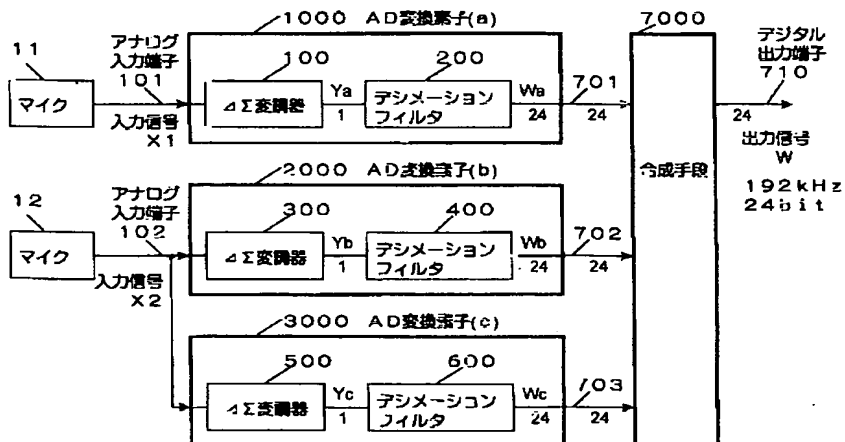 1000 AD変換素子(a)
7000
11
アナログ
入力端子
101
100
200
デジタル
出力端子
710
マイク
ΔΣ変調器
Ya
1
デシメーション
フィルタ
Wa
24
701
24
24
入力信号
X1
出力信号
W
192kHz
24bit
合成手段
2000 AD変換素子(b)
12
アナログ
入力端子
102
300
400
マイク
ΔΣ変調器
Yb
1
デシメーション
フィルタ
Wb
24
702
24
入力信号
X2
3000 AD変換素子(c)
500
600
ΔΣ変調器
Yc
1
デシメーション
フィルタ
Wc
24
703
24